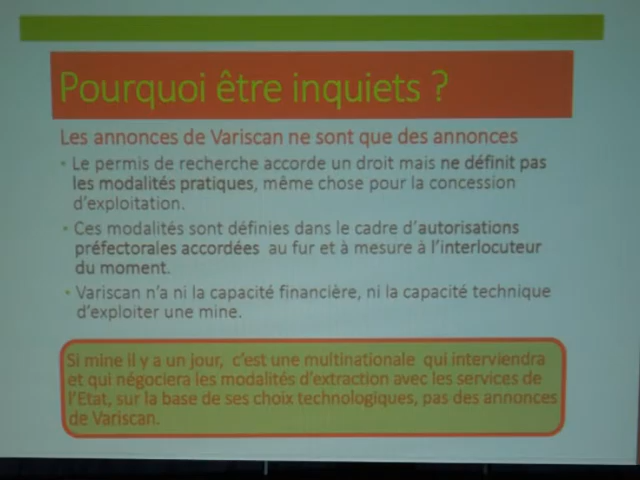 Pourquoi être inquiets ?
Les annonces de Variscan ne sont que des annonces
• Le permis de recherche accorde un droit mais ne définit pas
les modalités pratiques, même chose pour la concession
d'exploitation.
• Ces modalités sont définies dans le cadre d'autorisations
préfectorales accordées au fur et à mesure à l'interlocuteur
du moment.
• Variscan n'a ni la capacité financière, ni la capacité technique
d'exploiter une mine.
Si mine il y a un jour, c'est une multinationale qui interviendra
et qui négociera les modalités d'extraction avec les services de
l'Etat, sur la base de ses choix technologiques, pas des annonces
de Variscan.